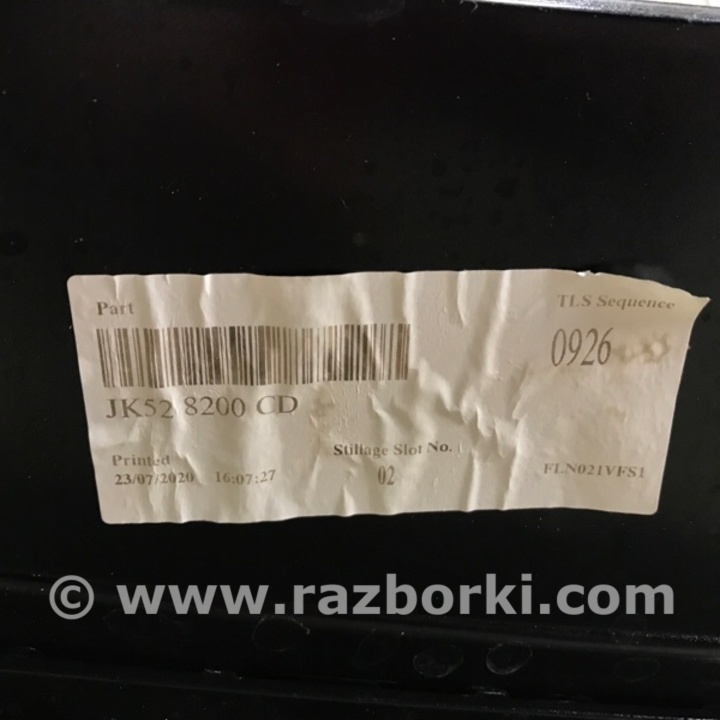 Part
TLS Sequence
0926
JK52 8200 CD
Printed
23/07/2020 16:07:27
Stillage Slot No.
02
FLN021VFS1
© www.razborki.com